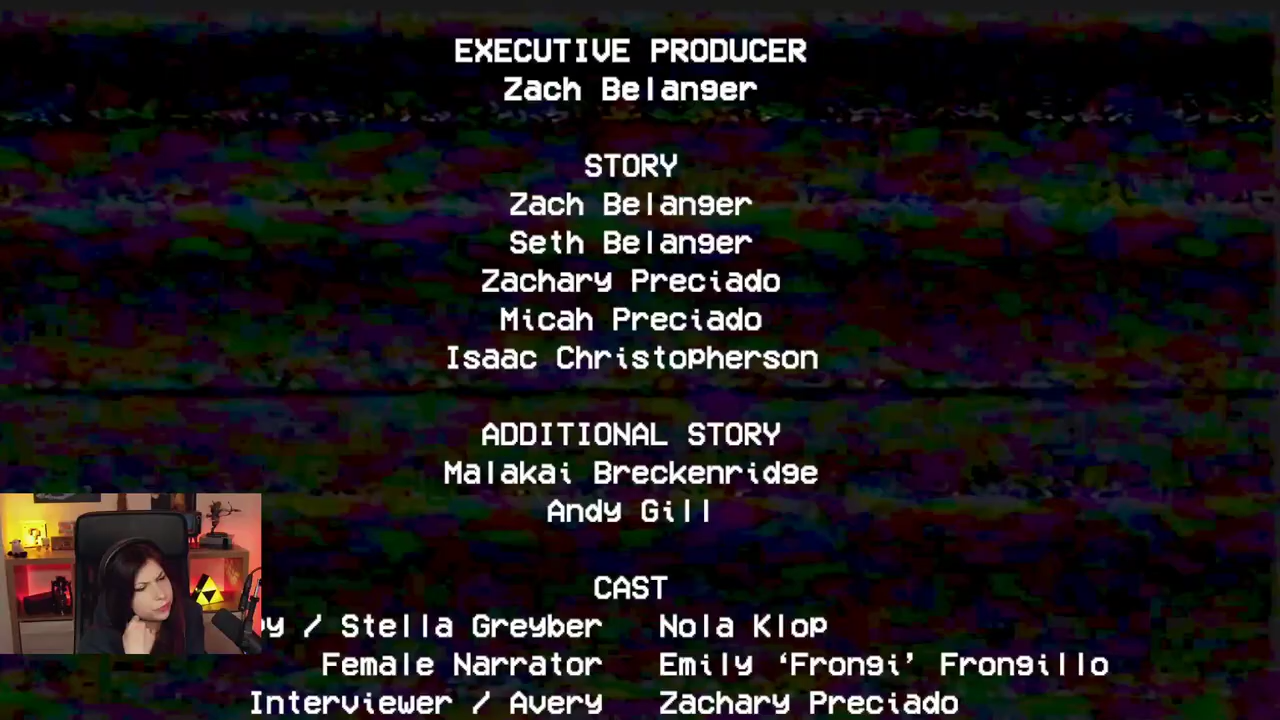 EXECUTIVE PRODUCER
Zach Belanger
STORY
Zach Belanger
Seth Belanger
Zachary Preciado
Micah Preciado
Isaac Christopherson
ADDITIONAL STORY
Malakai Breckenridge
Andy Gill
CAST
/ Stella Greyber Nola Klop
Female Narrator Emily ‘Frongi’ Frongillo
Interviewer / Avery Zachary Preciado